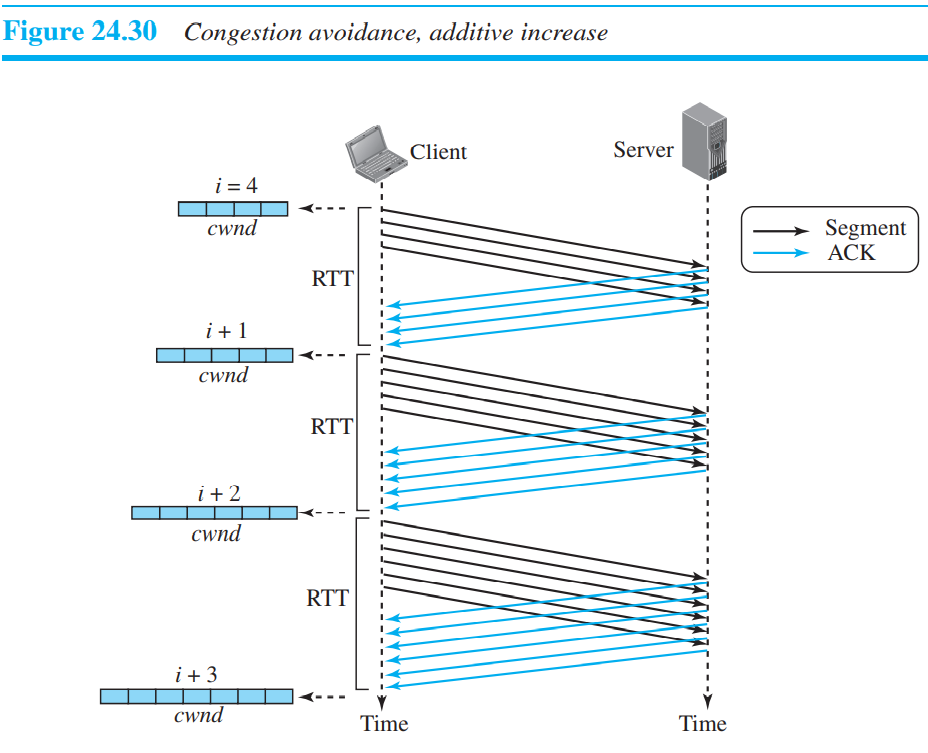 Figure 24.30 Congestion avoidance, additive increase
Client
Server
i = 4
cwnd
Segment
ACK
RTT
i + 1
cwnd
RTT
i + 2
cwnd
RTT
i + 3
cwnd
Time
Time